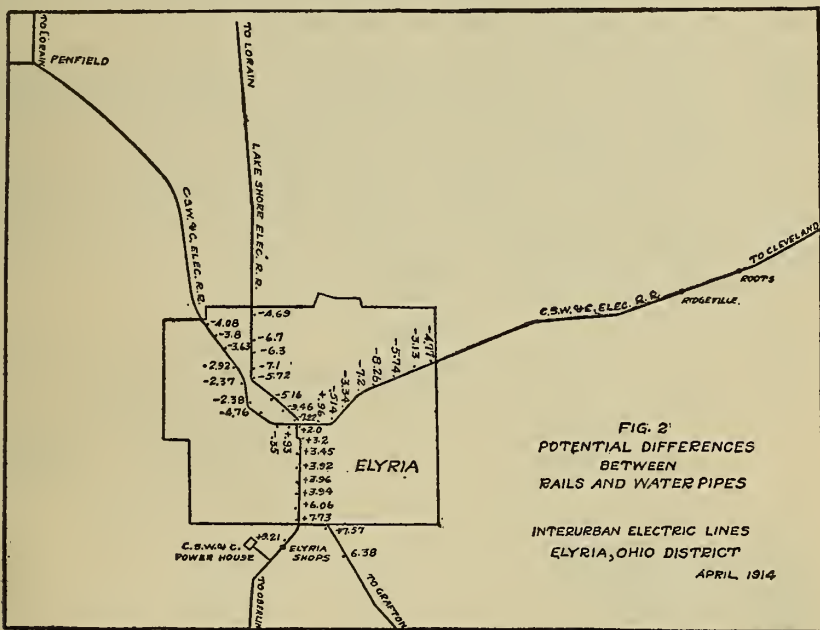 TO LORAIN
PENFIELD
TO LORAIN
LAKE SHORE ELEC. R.R.
C.S.W.&C. ELEC. R.R.
TO CLEVELAND
ROOTS
RIDGEVILLE
C.S.W.&C. ELEC. R.R.
-4.69
-4.08
-3.8
-3.63
-6.7
-6.3
-7.1
-5.72
-2.92
-2.37
-2.38
-4.76
-5.16
-3.46
-4.77
-3.13
-5.74
-8.26
-7.2
-3.34
-.514
+.96
-.35
+.93
+2.0
+3.2
+3.45
+3.92
+3.96
+3.94
+6.06
+7.73
ELYRIA
+7.57
6.38
C.S.W.&C.
POWER HOUSE
ELYRIA
SHOPS
TO OBERLIN
TO GRAFTON
FIG. 2
POTENTIAL DIFFERENCES
BETWEEN
RAILS AND WATER PIPES
INTERURBAN ELECTRIC LINES
ELYRIA, OHIO DISTRICT
APRIL 1914